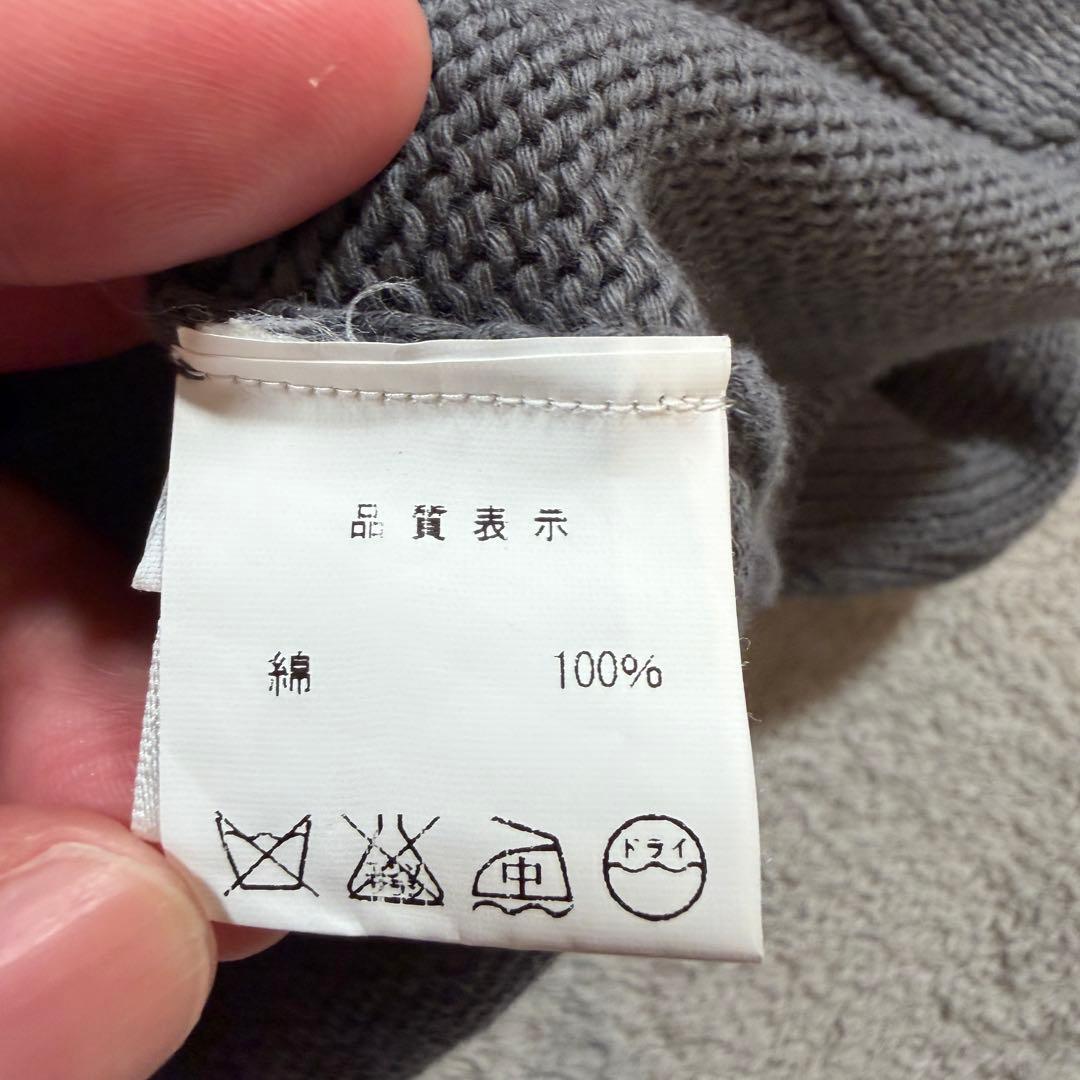 品質表示
綿 100%
中 ドライ